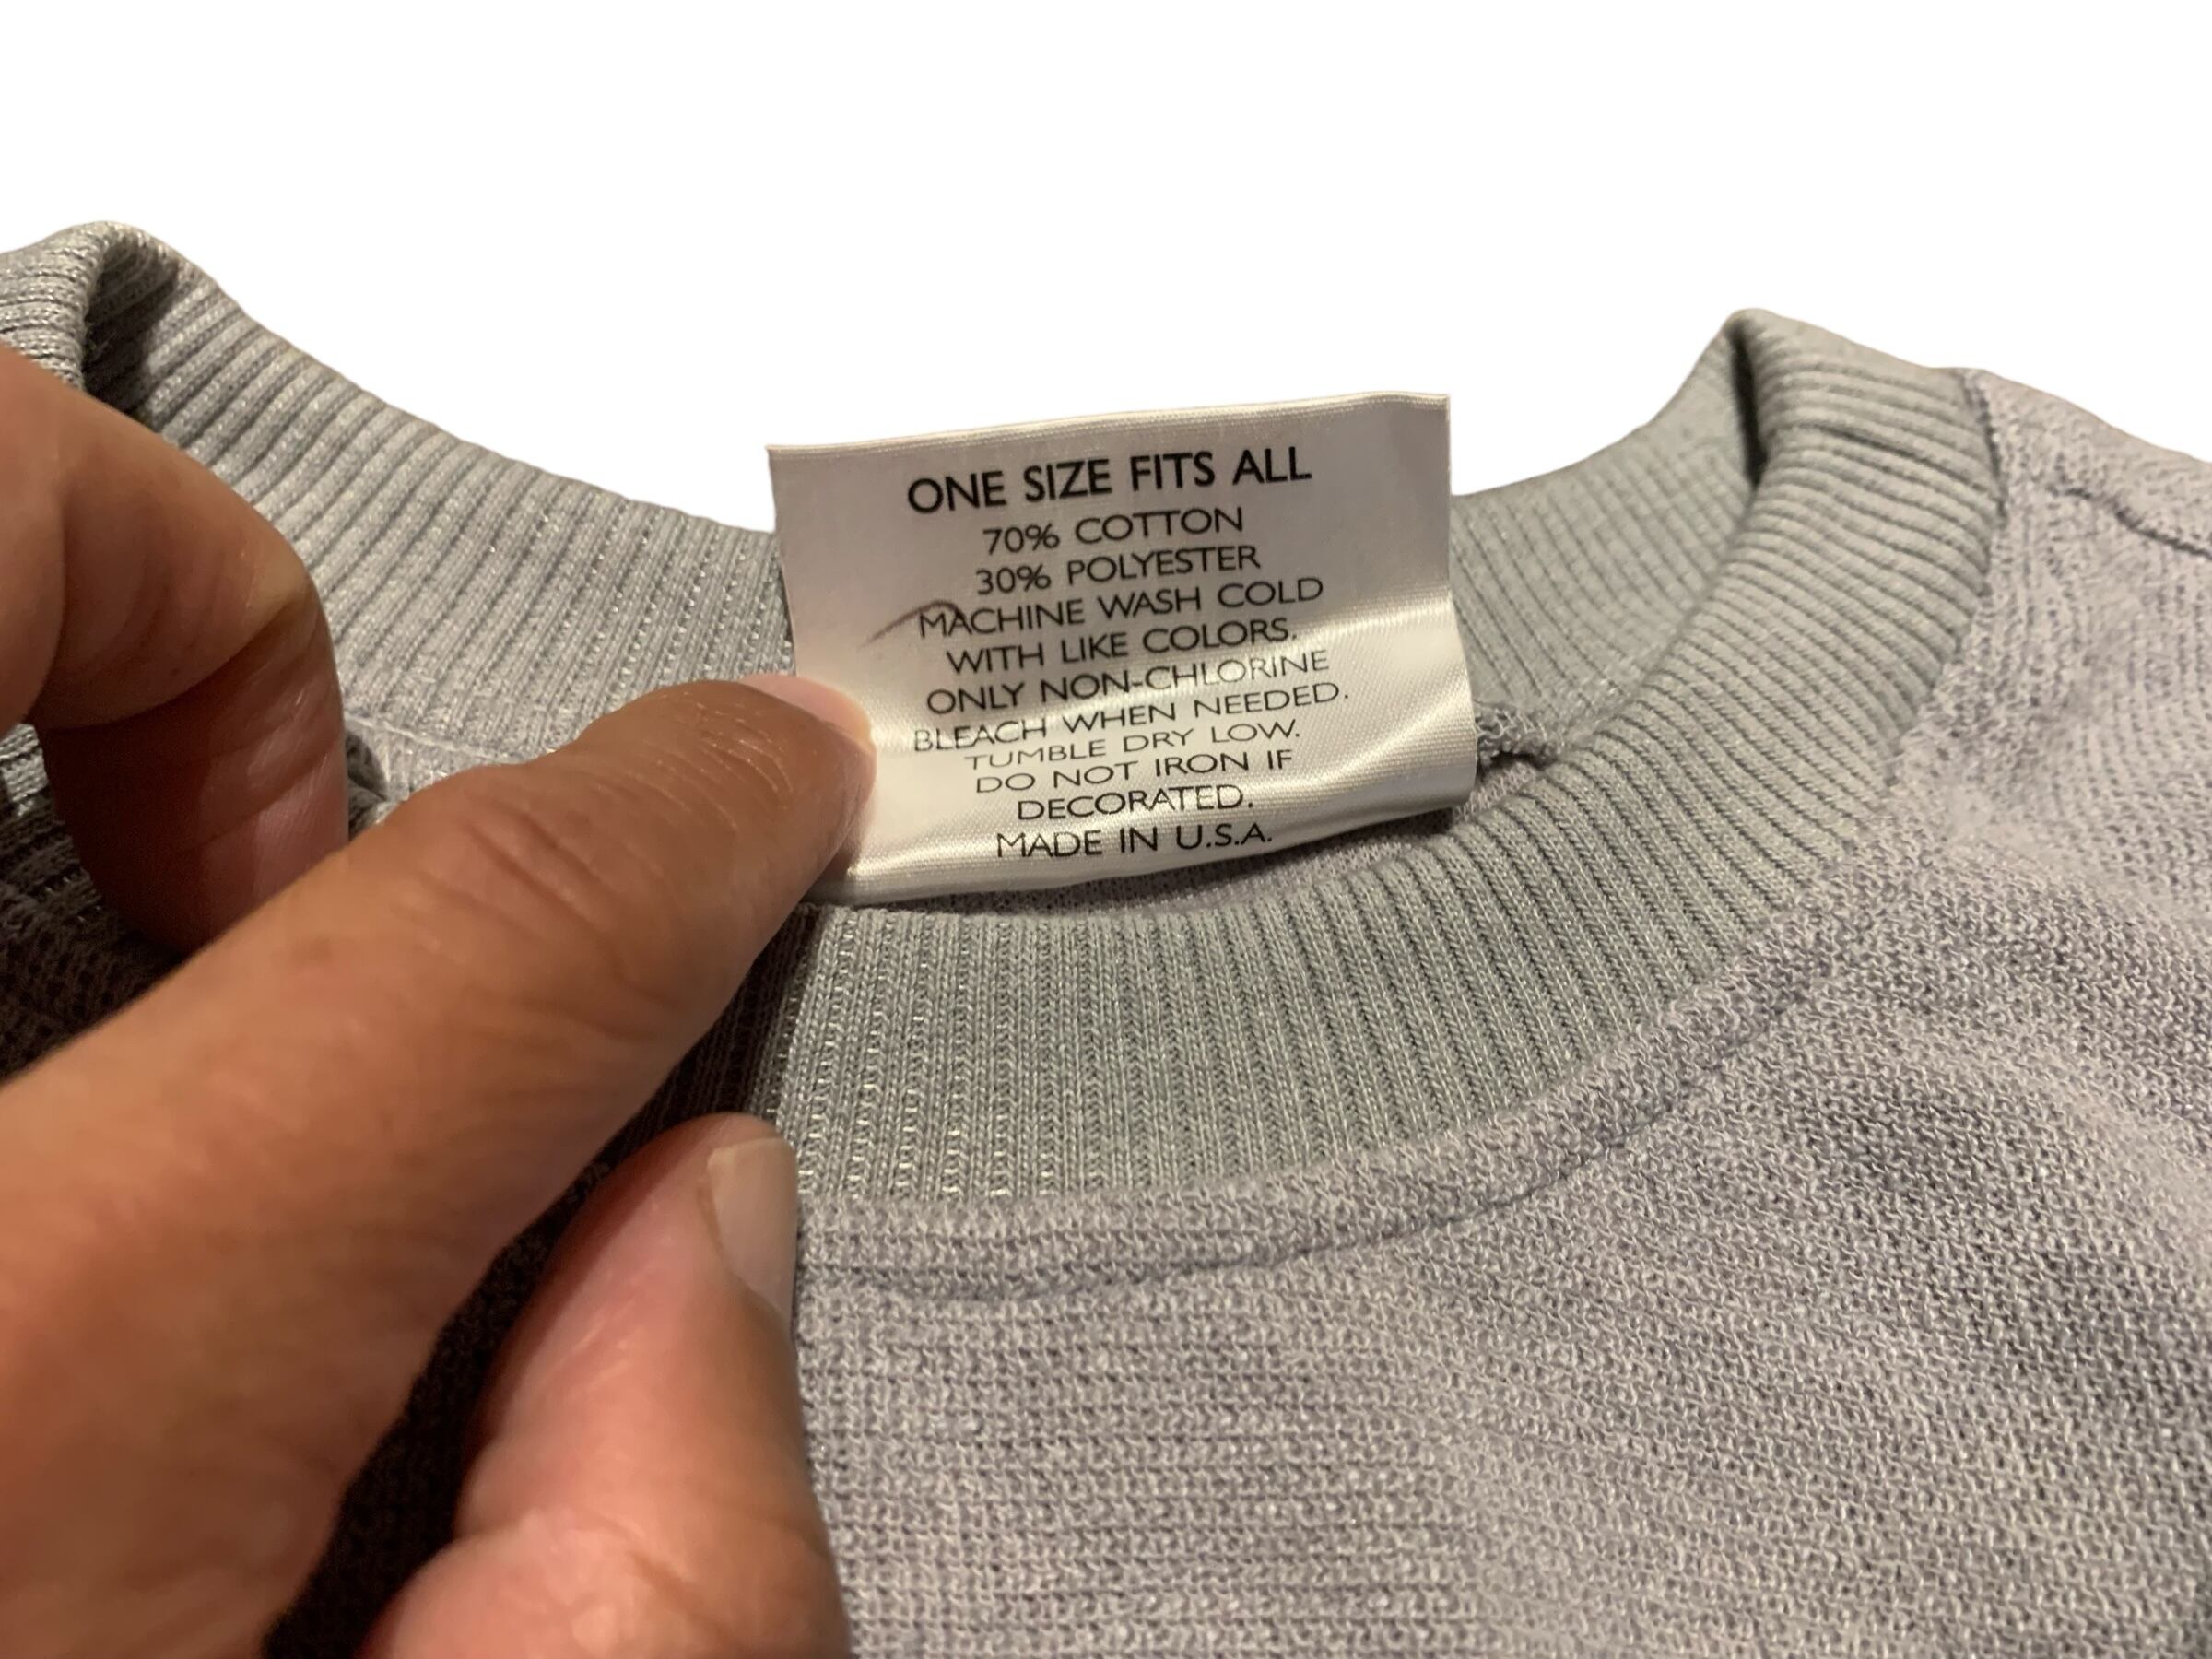 ONE SIZE FITS ALL
70% COTTON
30% POLYESTER
MACHINE WASH COLD
WITH LIKE COLORS.
ONLY NON-CHLORINE
BLEACH WHEN NEEDED.
TUMBLE DRY LOW.
DO NOT IRON IF
DECORATED.
MADE IN U.S.A.